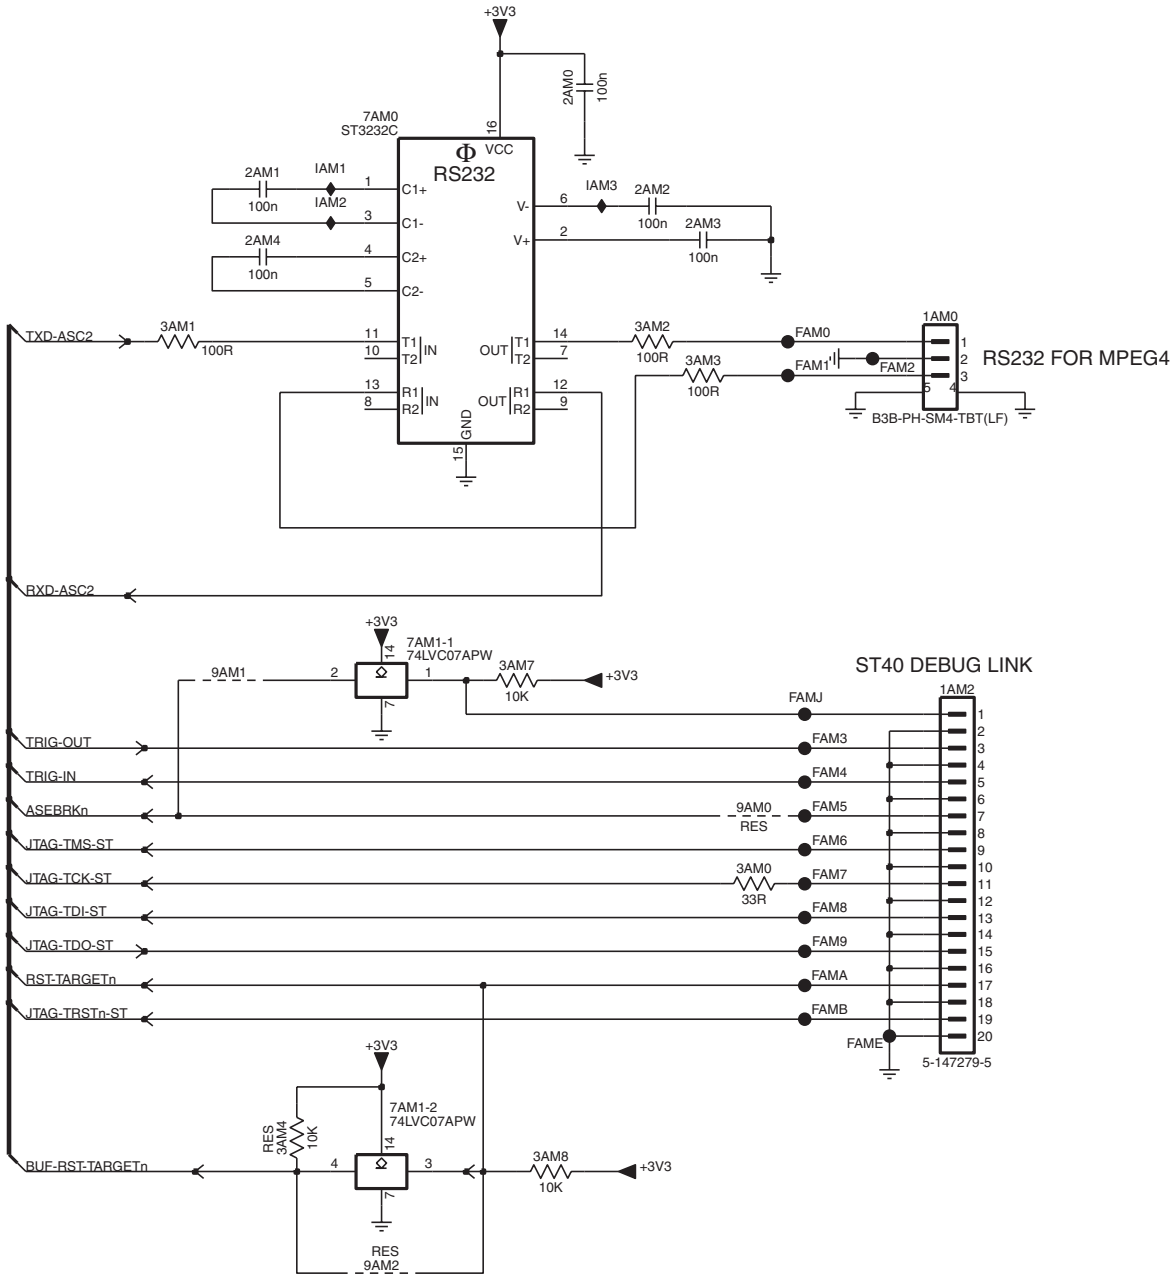 +3V3
2AM0
100n
7AM0
ST3232C
16
VCC
Φ
RS232
2AM1
100n
IAM1
1
C1+
IAM2
3
C1-
2AM4
100n
4
C2+
5
C2-
V-
6
IAM3
2AM2
100n
V+
2
2AM3
100n
TXD-ASC2
3AM1
100R
11
T1
10
T2
IN
OUT
T1
14
T2
7
3AM2
100R
FAM0
13
R1
8
R2
IN
OUT
R1
12
R2
9
3AM3
100R
FAM1
FAM2
1AM0
1
2
3
5
4
RS232 FOR MPEG4
B3B-PH-SM4-TBT(LF)
GND
15
RXD-ASC2
+3V3
14
7AM1-1
74LVC07APW
9AM1
2
1
7
3AM7
10K
+3V3
ST40 DEBUG LINK
1AM2
FAMJ
1
2
TRIG-OUT
FAM3
3
4
TRIG-IN
FAM4
5
6
ASEBRKn
9AM0
RES
FAM5
7
8
JTAG-TMS-ST
FAM6
9
10
JTAG-TCK-ST
3AM0
33R
FAM7
11
12
JTAG-TDI-ST
FAM8
13
14
JTAG-TDO-ST
FAM9
15
16
RST-TARGETn
FAMA
17
18
JTAG-TRSTn-ST
FAMB
19
20
FAME
5-147279-5
+3V3
7AM1-2
74LVC07APW
RES
3AM4
10K
14
BUF-RST-TARGETn
4
3
7
3AM8
10K
+3V3
RES
9AM2